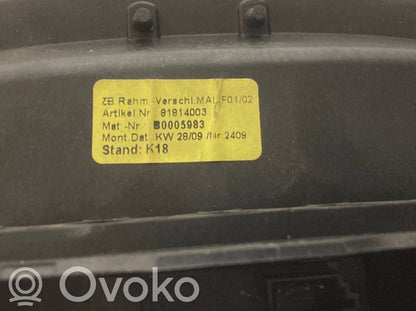 ZB Rahm.-Verschl.MAL F01/02
Artikel Nr.: 81814003
Mat.-Nr.: B0005983
Mont.Dat.:KW 28/09 /Nr 2409
Stand: K18
OVOKO